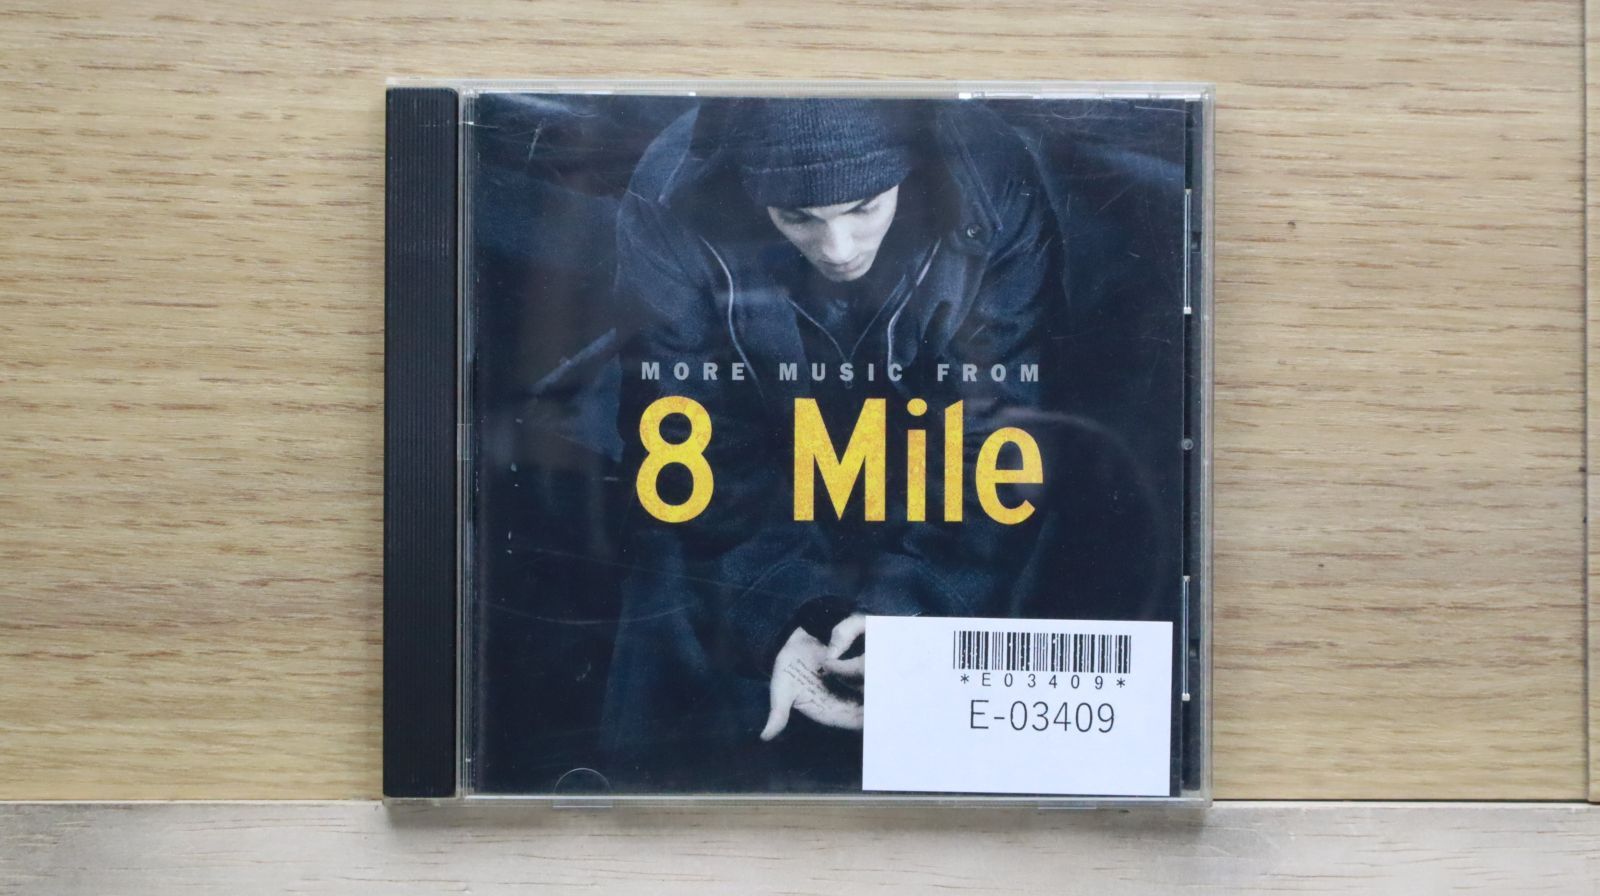 MORE MUSIC FROM
8 Mile
*E03409*
E-03409